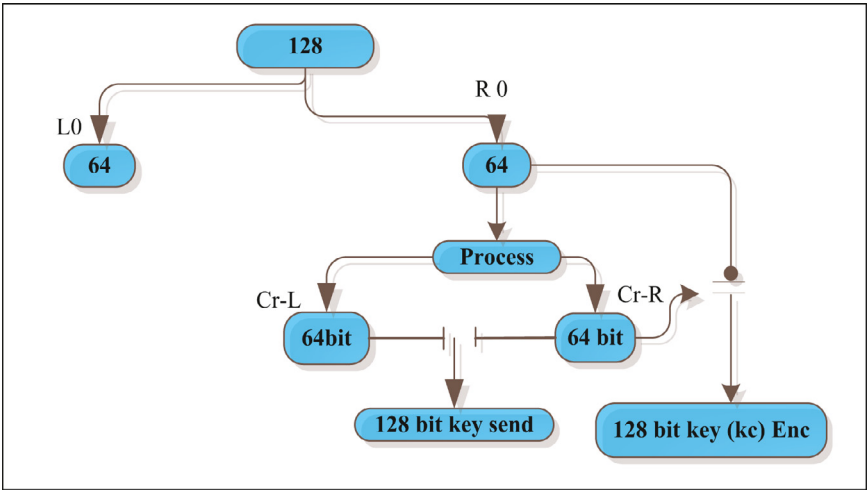 128
R 0
L0
64
64
Process
Cr-L
Cr-R
64bit
64 bit
128 bit key send
128 bit key (kc) Enc